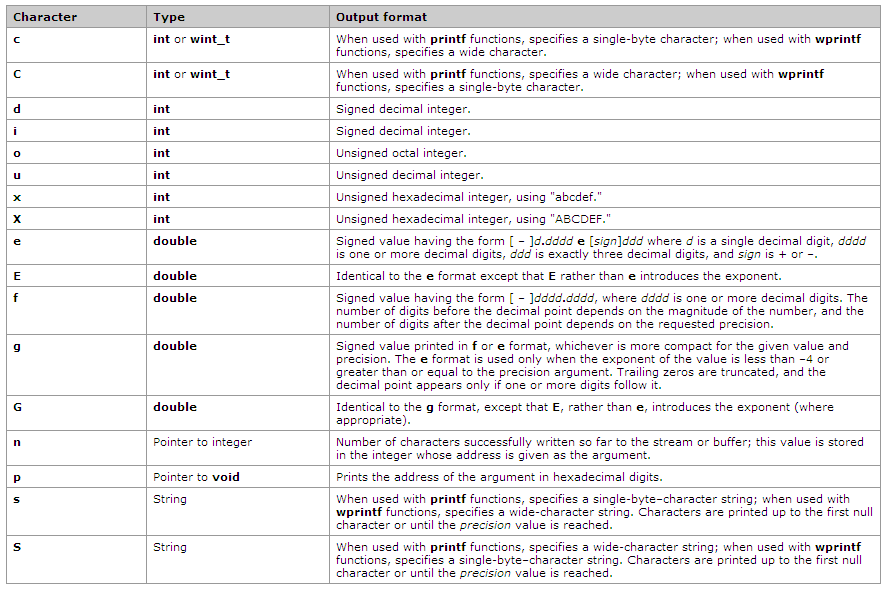 Character Type Output format
c int or wint_t When used with printf functions, specifies a single-byte character; when used with wprintf
functions, specifies a wide character.
C int or wint_t When used with printf functions, specifies a wide character; when used with wprintf
functions, specifies a single-byte character.
d int Signed decimal integer.
i int Signed decimal integer.
o int Unsigned octal integer.
u int Unsigned decimal integer.
x int Unsigned hexadecimal integer, using "abcdef."
X int Unsigned hexadecimal integer, using "ABCDEF."
e double Signed value having the form [ – ]d.dddd e [sign]ddd where d is a single decimal digit, dddd
is one or more decimal digits, ddd is exactly three decimal digits, and sign is + or –.
E double Identical to the e format except that E rather than e introduces the exponent.
f double Signed value having the form [ – ]dddd.dddd, where dddd is one or more decimal digits. The
number of digits before the decimal point depends on the magnitude of the number, and the
number of digits after the decimal point depends on the requested precision.
g double Signed value printed in f or e format, whichever is more compact for the given value and
precision. The e format is used only when the exponent of the value is less than –4 or
greater than or equal to the precision argument. Trailing zeros are truncated, and the
decimal point appears only if one or more digits follow it.
G double Identical to the g format, except that E, rather than e, introduces the exponent (where
appropriate).
n Pointer to integer Number of characters successfully written so far to the stream or buffer; this value is stored
in the integer whose address is given as the argument.
p Pointer to void Prints the address of the argument in hexadecimal digits.
s String When used with printf functions, specifies a single-byte–character string; when used with
wprintf functions, specifies a wide-character string. Characters are printed up to the first null
character or until the precision value is reached.
S String When used with printf functions, specifies a wide-character string; when used with wprintf
functions, specifies a single-byte–character string. Characters are printed up to the first null
character or until the precision value is reached.